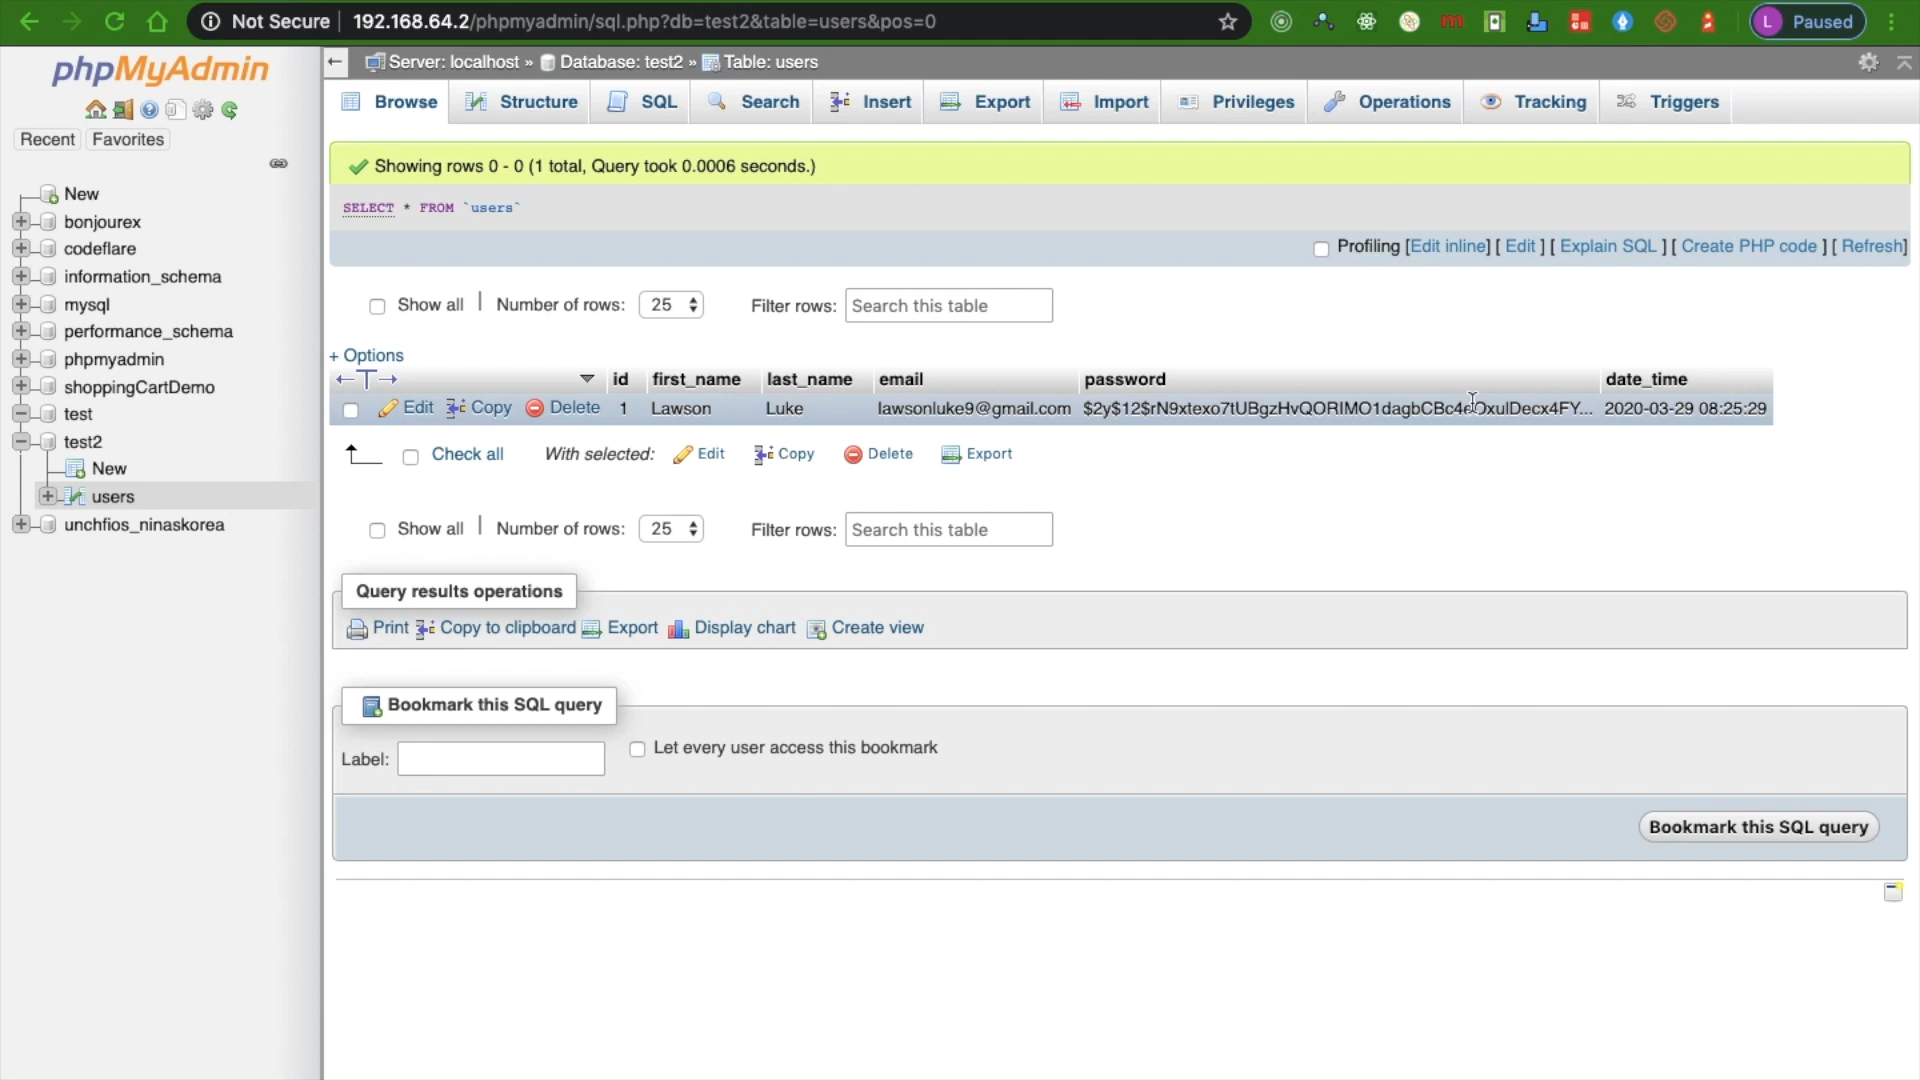 Not Secure | 192.168.64.2/phpmyadmin/sql.php?db=test2&table=users&pos=0
L Paused
phpMyAdmin
Recent Favorites
New
bonjourex
codeflare
information_schema
mysql
performance_schema
phpmyadmin
shoppingCartDemo
test
test2
New
users
unchfios_ninaskorea
Server: localhost » Database: test2 » Table: users
Browse Structure SQL Search Insert Export Import Privileges Operations Tracking Triggers
Showing rows 0 - 0 (1 total, Query took 0.0006 seconds.)
SELECT * FROM `users`
Profiling [Edit inline] [ Edit ] [ Explain SQL ] [ Create PHP code ] [ Refresh]
Show all | Number of rows: 25 Filter rows: Search this table
+ Options
←T→ id first_name last_name email password date_time
Edit Copy Delete 1 Lawson Luke lawsonluke9@gmail.com 2020-03-29 08:25:29
Check all With selected: Edit Copy Delete Export
Show all | Number of rows: 25 Filter rows: Search this table
Query results operations
Print Copy to clipboard Export Display chart Create view
Bookmark this SQL query
Label: Let every user access this bookmark
Bookmark this SQL query